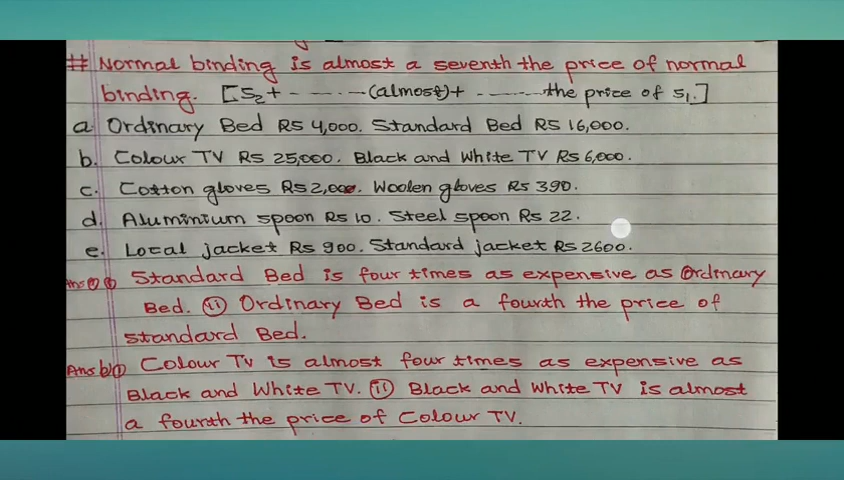 # Normal binding is almost a seventh the price of normal
binding. [S2+ -------(almost)+ -------the price of S1.]
a. Ordinary Bed RS 4,000. Standard Bed RS 16,000.
b. Colour TV RS 25,000. Black and White TV RS 6,000.
c. Cotton gloves RS 2,000. Woolen gloves RS 390.
d. Aluminium spoon RS 10. Steel spoon RS 22.
e. Local jacket RS 900. Standard jacket RS 2600.
Ans (a) (i) Standard Bed is four times as expensive as Ordinary
Bed. (ii) Ordinary Bed is a fourth the price of
standard Bed.
Ans b) (i) Colour TV is almost four times as expensive as
Black and White TV. (ii) Black and White TV is almost
a fourth the price of Colour TV.